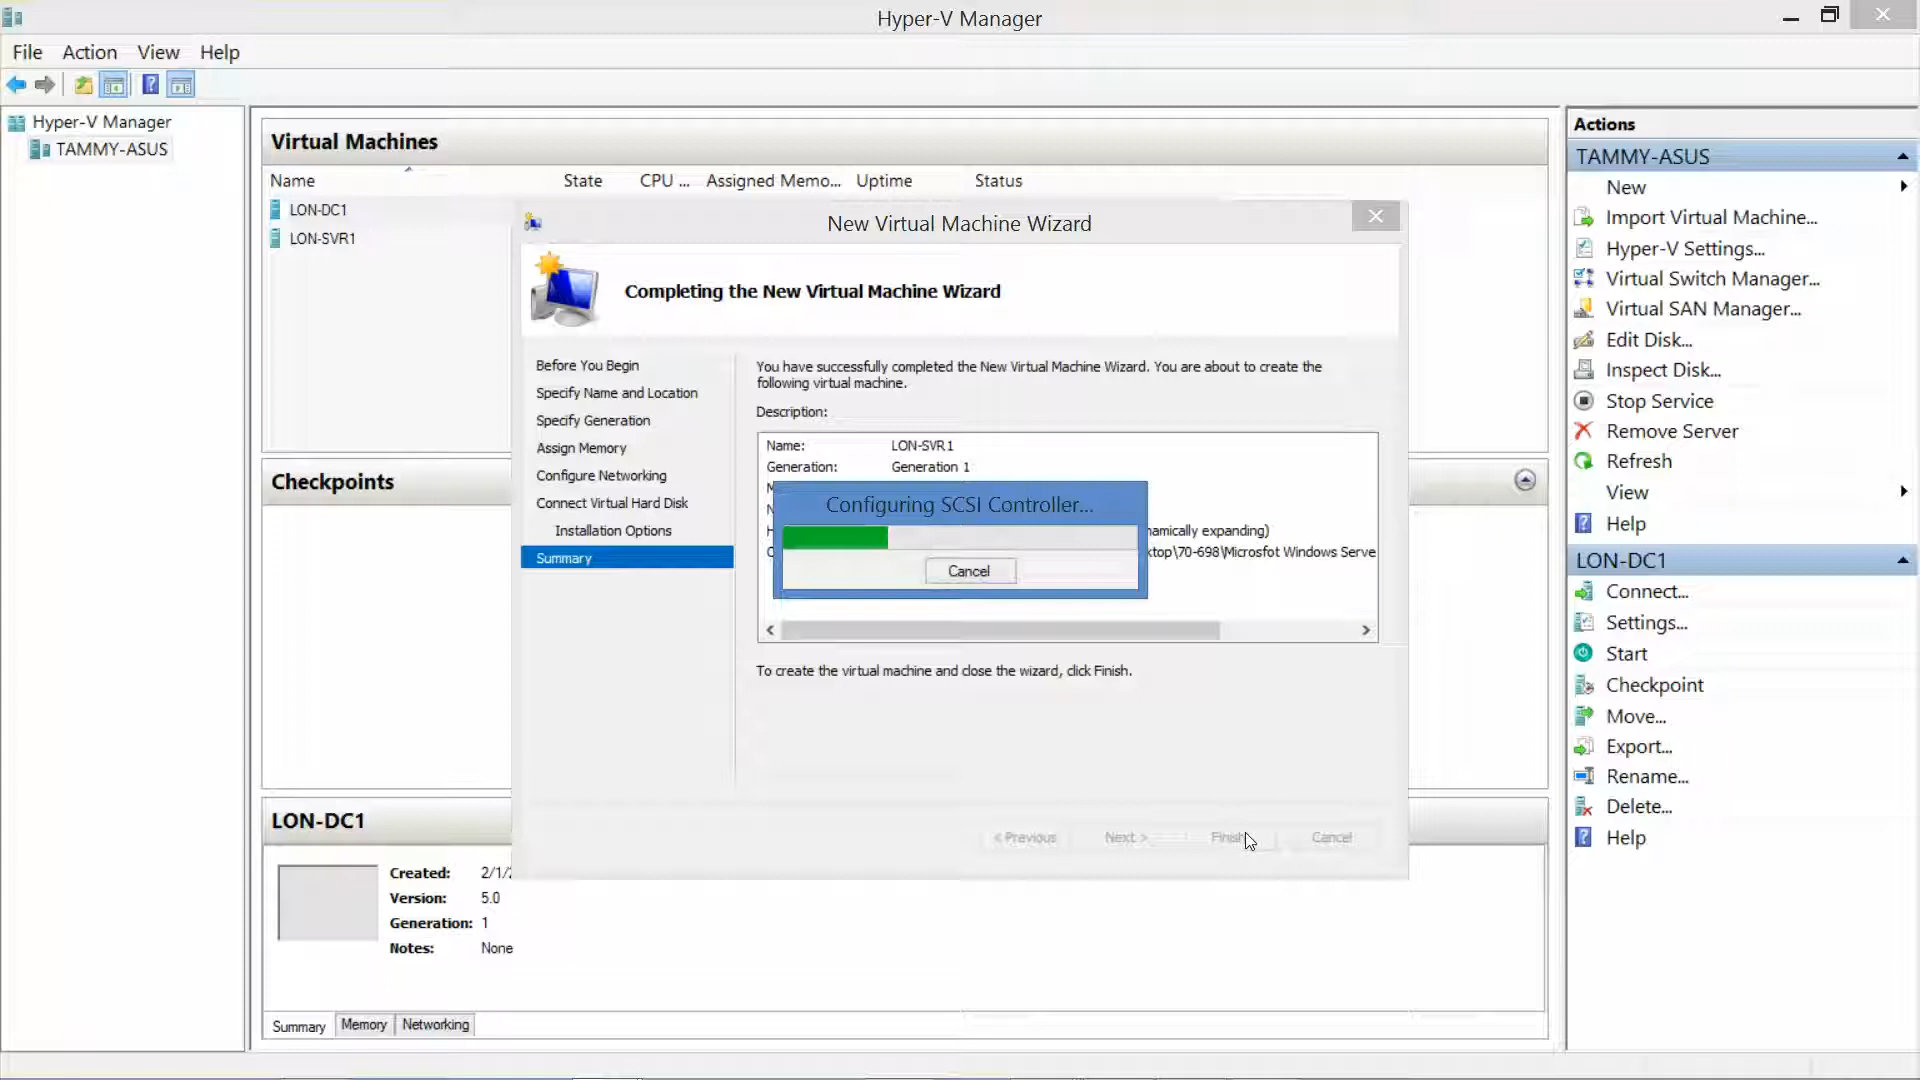 Hyper-V Manager
File Action View Help
Hyper-V Manager
TAMMY-ASUS
Virtual Machines
Name State CPU ... Assigned Memo... Uptime Status
LON-DC1
LON-SVR1
New Virtual Machine Wizard
Completing the New Virtual Machine Wizard
Before You Begin
Specify Name and Location
Specify Generation
Assign Memory
Configure Networking
Connect Virtual Hard Disk
Installation Options
Summary
You have successfully completed the New Virtual Machine Wizard. You are about to create the
following virtual machine.
Description:
Name: LON-SVR1
Generation: Generation 1
Configuring SCSI Controller...
namically expanding)
ktop\70-698\Microsfot Windows Serve
Cancel
To create the virtual machine and close the wizard, click Finish.
< Previous Next > Finish Cancel
Checkpoints
LON-DC1
Created: 2/1/2
Version: 5.0
Generation: 1
Notes: None
Summary Memory Networking
Actions
TAMMY-ASUS
New
Import Virtual Machine...
Hyper-V Settings...
Virtual Switch Manager...
Virtual SAN Manager...
Edit Disk...
Inspect Disk...
Stop Service
Remove Server
Refresh
View
Help
LON-DC1
Connect...
Settings...
Start
Checkpoint
Move...
Export...
Rename...
Delete...
Help